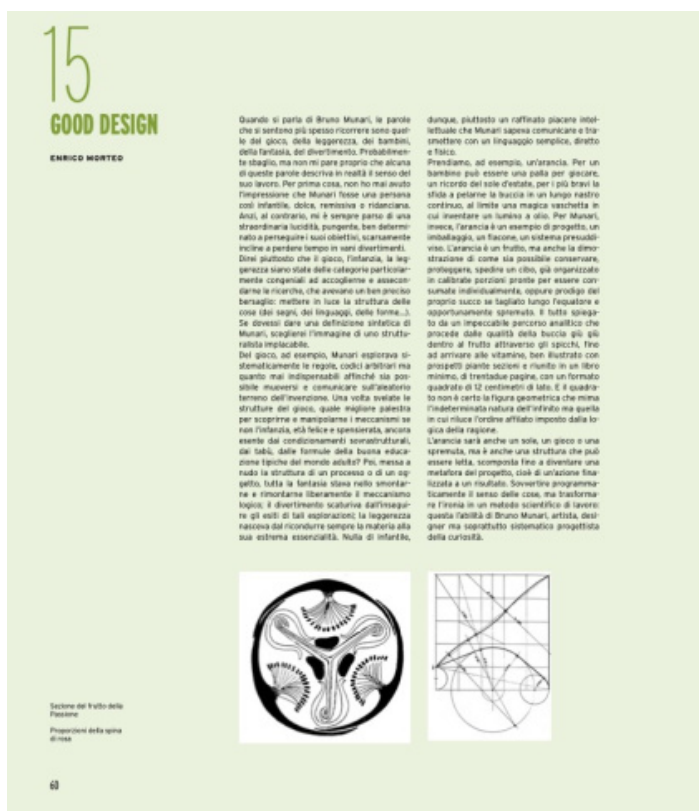 15
GOOD DESIGN
ENRICO MORTEO
Quando si parla di Bruno Munari, le parole
che si sentono più spesso ricorrere sono quel-
le del gioco, della leggerezza, dei bambini,
della fantasia, del divertimento. Probabilmen-
te sbaglio, ma non mi pare proprio che alcuna
di queste parole descriva in realtà il senso del
suo lavoro. Per prima cosa, non ho mai avuto
l'impressione che Munari fosse una persona
così infantile, dolce, remissiva o ridanciana.
Anzi, al contrario, mi è sempre parso di una
straordinaria lucidità, pungente, ben determi-
nato a perseguire i suoi obiettivi, scarsamente
incline a perdere tempo in vani divertimenti.
Direi piuttosto che il gioco, l'infanzia, la leg-
gerezza siano state delle categorie particolar-
mente congeniali ad accoglierne e assecon-
darne le ricerche, che avevano un ben preciso
bersaglio: mettere in luce la struttura delle
cose (dei segni, dei linguaggi, delle forme...).
Se dovessi dare una definizione sintetica di
Munari, sceglierei l'immagine di uno struttu-
ralista implacabile.
Del gioco, ad esempio, Munari esplorava si-
stematicamente le regole, codici arbitrari ma
quanto mai indispensabili affinché sia pos-
sibile muoversi e comunicare sull'aleatorio
terreno dell'invenzione. Una volta svelate le
strutture del gioco, quale migliore palestra
per scoprirne e manipolarne i meccanismi se
non l'infanzia, età felice e spensierata, ancora
esente dai condizionamenti sovrastrutturali,
dai tabù, dalle formule della buona educa-
zione tipiche del mondo adulto? Poi, messa a
nudo la struttura di un processo o di un og-
getto, tutta la fantasia stava nello smontar-
ne e rimontarne liberamente il meccanismo
logico; il divertimento scaturiva dall'insegui-
re gli esiti di tali esplorazioni; la leggerezza
nasceva dal ricondurre sempre la materia alla
sua estrema essenzialità. Nulla di infantile,
dunque, piuttosto un raffinato piacere intel-
lettuale che Munari sapeva comunicare e tra-
smettere con un linguaggio semplice, diretto
e fisico.
Prendiamo, ad esempio, un'arancia. Per un
bambino può essere una palla per giocare,
un ricordo del sole d'estate, per i più bravi la
sfida a pelarne la buccia in un lungo nastro
continuo, al limite una magica vaschetta in
cui inventare un lumino a olio. Per Munari,
invece, l'arancia è un esempio di progetto, un
imballaggio, un flacone, un sistema presuddi-
viso. L'arancia è un frutto, ma anche la dimo-
strazione di come sia possibile conservare,
proteggere, spedire un cibo, già organizzato
in calibrate porzioni pronte per essere con-
sumate individualmente, oppure prodigo del
proprio succo se tagliato lungo l'equatore e
opportunamente spremuto. Il tutto spiega-
to da un impeccabile percorso analitico che
procede dalle qualità della buccia giù giù
dentro al frutto attraverso gli spicchi, fino
ad arrivare alle vitamine, ben illustrato con
prospetti piante sezioni e riunito in un libro
minimo, di trentadue pagine, con un formato
quadrato di 12 centimetri di lato. E il quadra-
to non è certo la figura geometrica che mima
l'indeterminata natura dell'infinito ma quella
in cui riluce l'ordine affilato imposto dalla lo-
gica della ragione.
L'arancia sarà anche un sole, un gioco o una
spremuta, ma è anche una struttura che può
essere letta, scomposta fino a diventare una
metafora del progetto, cioè di un'azione fina-
lizzata a un risultato. Sovvertire programma-
ticamente il senso delle cose, ma trasforma-
re l'ironia in un metodo scientifico di lavoro:
questa l'abilità di Bruno Munari, artista, desi-
gner ma soprattutto sistematico progettista
della curiosità.
Sezione del frutto della
Passione
Proporzioni della spina
di rosa
60